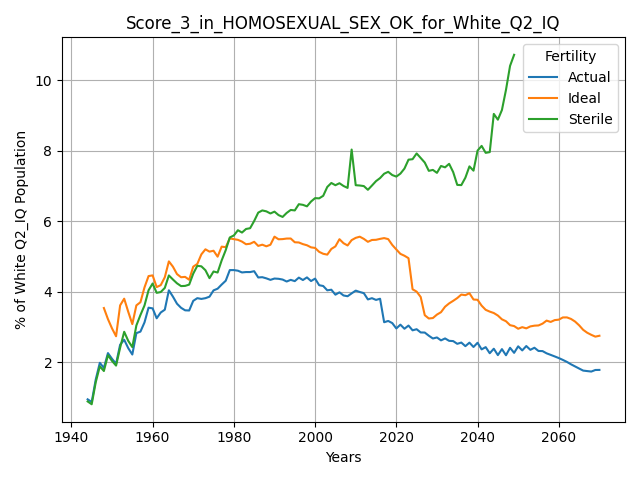 Score_3_in_HOMOSEXUAL_SEX_OK_for_White_Q2_IQ
% of White Q2_IQ Population
10
8
6
4
2
Fertility
Actual
Ideal
Sterile
1940 1960 1980 2000 2020 2040 2060
Years